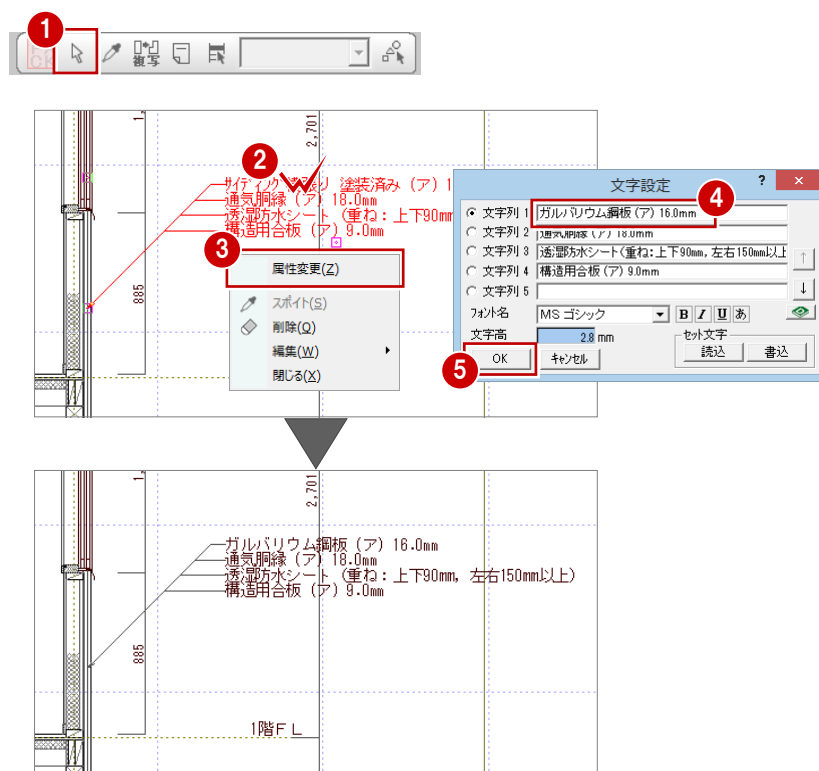 1
複写
1,
2,701
2
サイディング 横張り 塗装済み (ア) 1
通気胴縁 (ア) 18.0mm
透湿防水シート (重ね：上下90mm
構造用合板 (ア) 9.0mm
3
属性変更(Z)
スポイト(S)
削除(O)
編集(W)
閉じる(X)
885
文字設定
?
×
4
文字列 1 ガルバリウム鋼板 (ア) 16.0mm
文字列 2 通気胴縁 (ア) 18.0mm
文字列 3 透湿防水シート(重ね：上下90mm, 左右150mm以上
文字列 4 構造用合板 (ア) 9.0mm
文字列 5
フォント名 MS ゴシック B I U あ
文字高 2.8 mm
セット文字
読込 書込
5
OK キャンセル
1,
2,701
ガルバリウム鋼板 (ア) 16.0mm
通気胴縁 (ア) 18.0mm
透湿防水シート (重ね：上下90mm, 左右150mm以上)
構造用合板 (ア) 9.0mm
885
1階ＦＬ